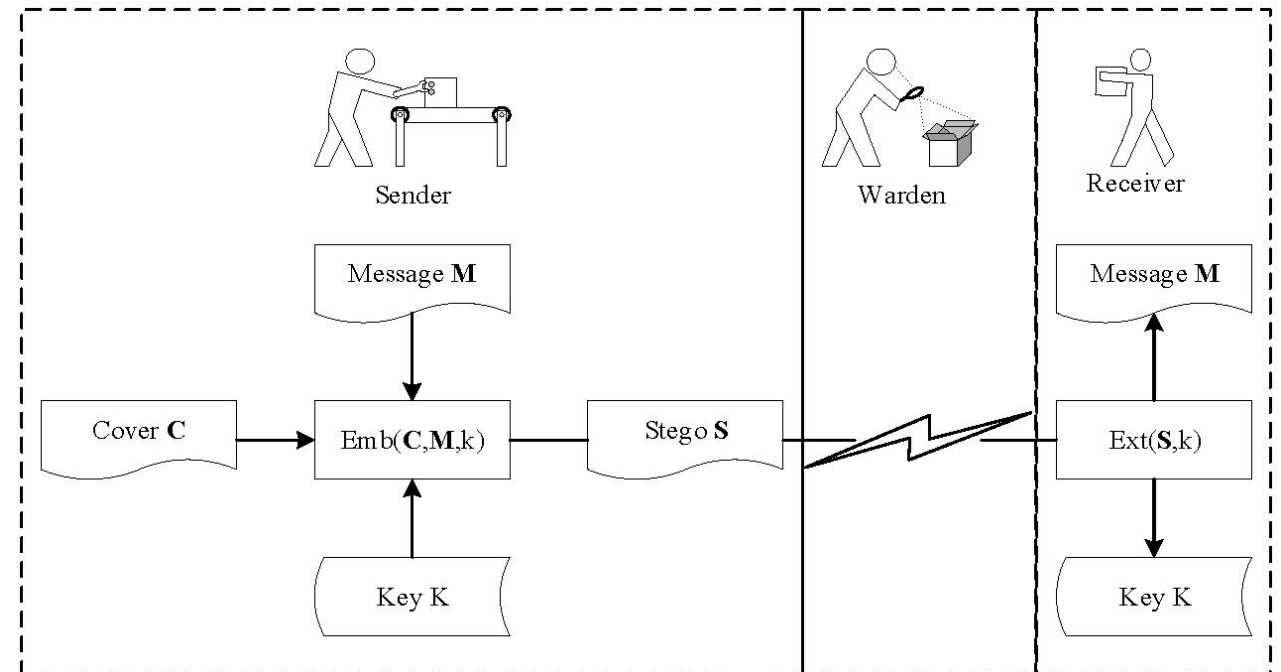 Sender
Warden
Receiver
Message M
Message M
Cover C
Emb(C,M,k)
Stego S
Ext(S,k)
Key K
Key K